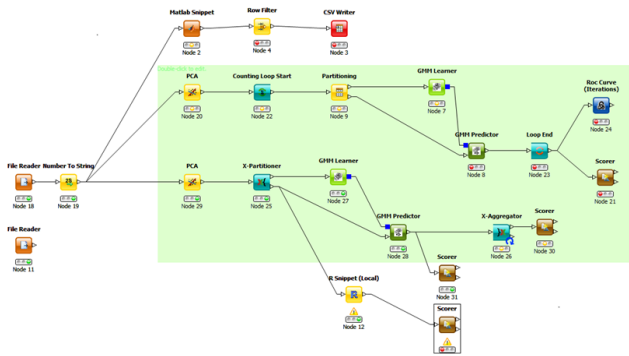 Matlab Snippet
Node 2
Row Filter
Node 4
CSV Writer
Node 3
PCA
Node 20
Counting Loop Start
Node 22
Partitioning
Node 9
GMM Learner
Node 7
GMM Predictor
Node 8
Loop End
Node 23
Roc Curve
(Iterations)
Node 24
Scorer
Node 21
File Reader
Node 18
Number To String
Node 19
PCA
Node 29
X-Partitioner
Node 25
GMM Learner
Node 27
GMM Predictor
Node 28
X-Aggregator
Node 26
Scorer
Node 30
Scorer
Node 31
File Reader
Node 11
R Snippet (Local)
Node 12
Scorer
Node 13